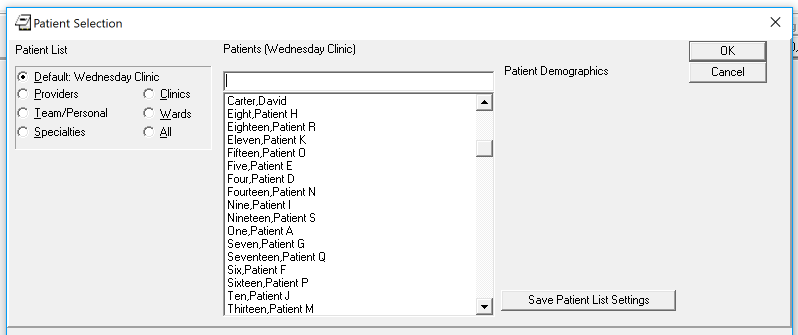 Patient Selection
Patient List
Default: Wednesday Clinic
Providers
Clinics
Team/Personal
Wards
Specialties
All
Patients (Wednesday Clinic)
Carter,David
Eight,Patient H
Eighteen,Patient R
Eleven,Patient K
Fifteen,Patient O
Five,Patient E
Four,Patient D
Fourteen,Patient N
Nine,Patient I
Nineteen,Patient S
One,Patient A
Seven,Patient G
Seventeen,Patient Q
Six,Patient F
Sixteen,Patient P
Ten,Patient J
Thirteen,Patient M
Patient Demographics
OK
Cancel
Save Patient List Settings